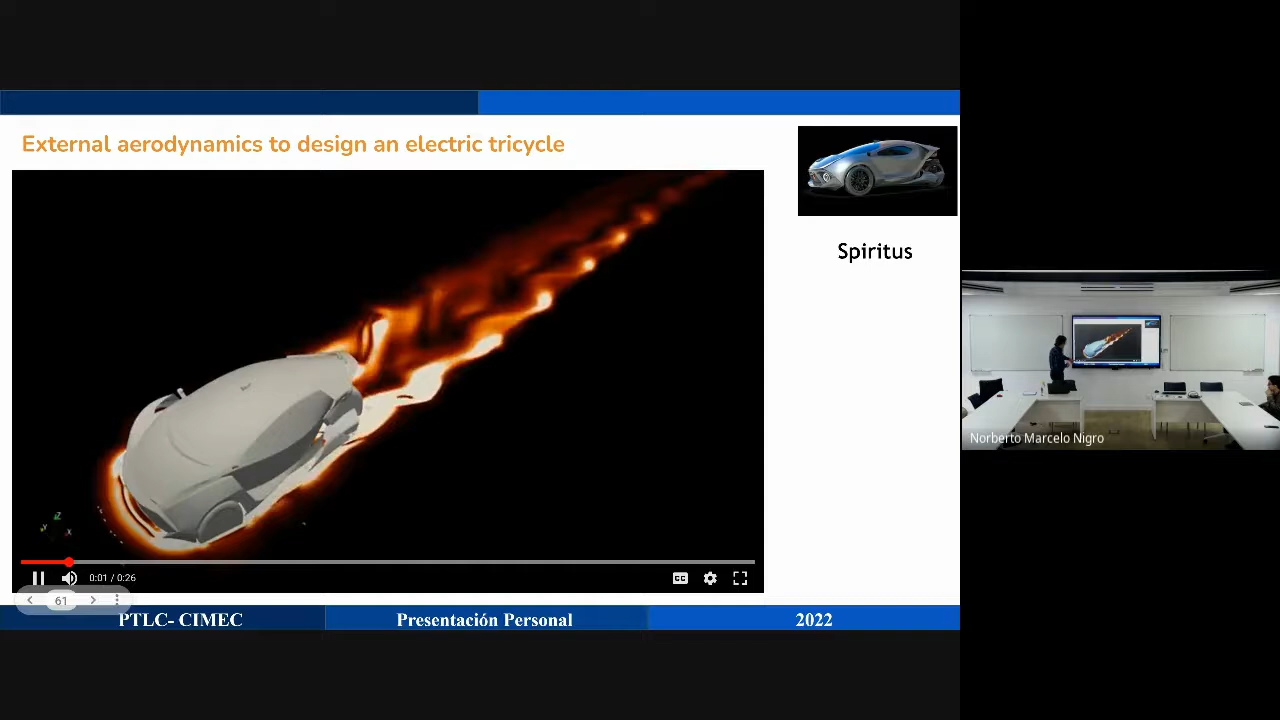 External aerodynamics to design an electric tricycle
Spiritus
0:01 / 0:26
CC
61
PTLC- CIMEC
Presentación Personal
2022
Norberto Marcelo Nigro